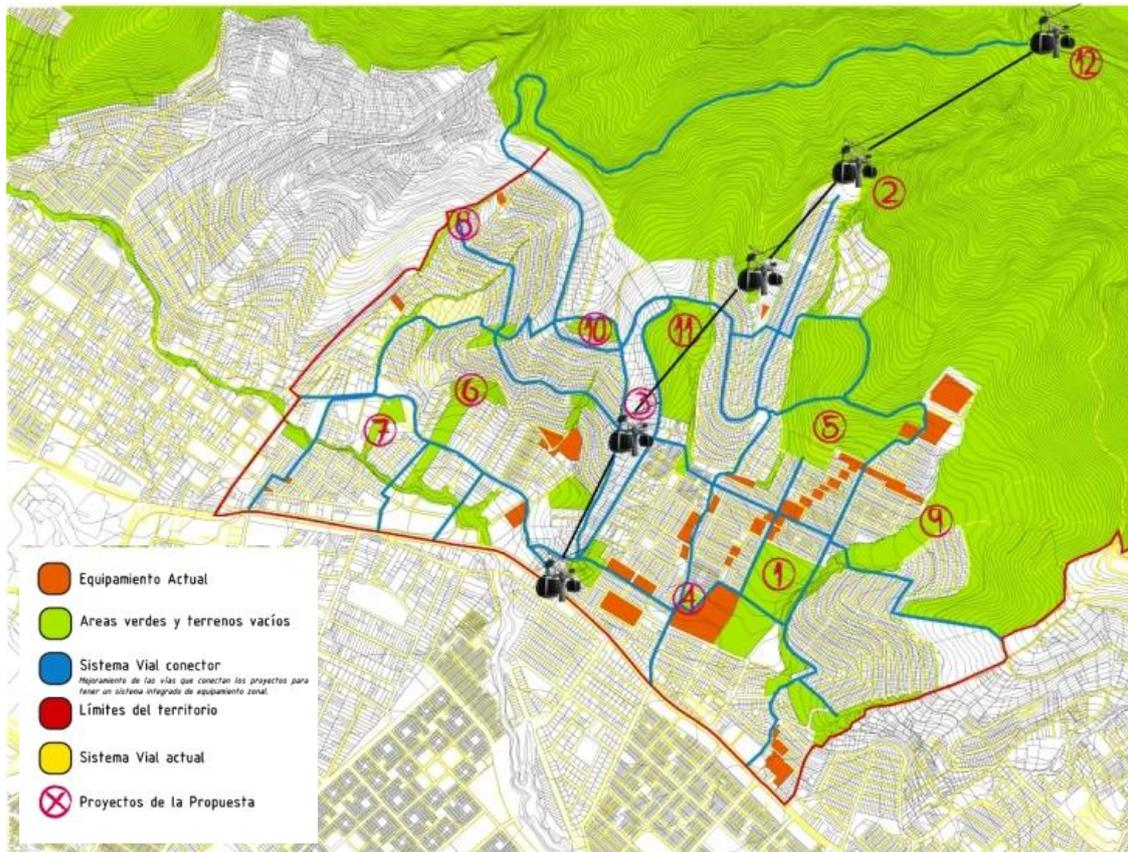 12
2
8
10
11
6
3
7
5
9
1
4
Equipamiento Actual
Areas verdes y terrenos vacíos
Sistema Vial conector
Mejoramiento de las vías que conectan los proyectos para
tener un sistema integrado de equipamiento zonal.
Límites del territorio
Sistema Vial actual
Proyectos de la Propuesta